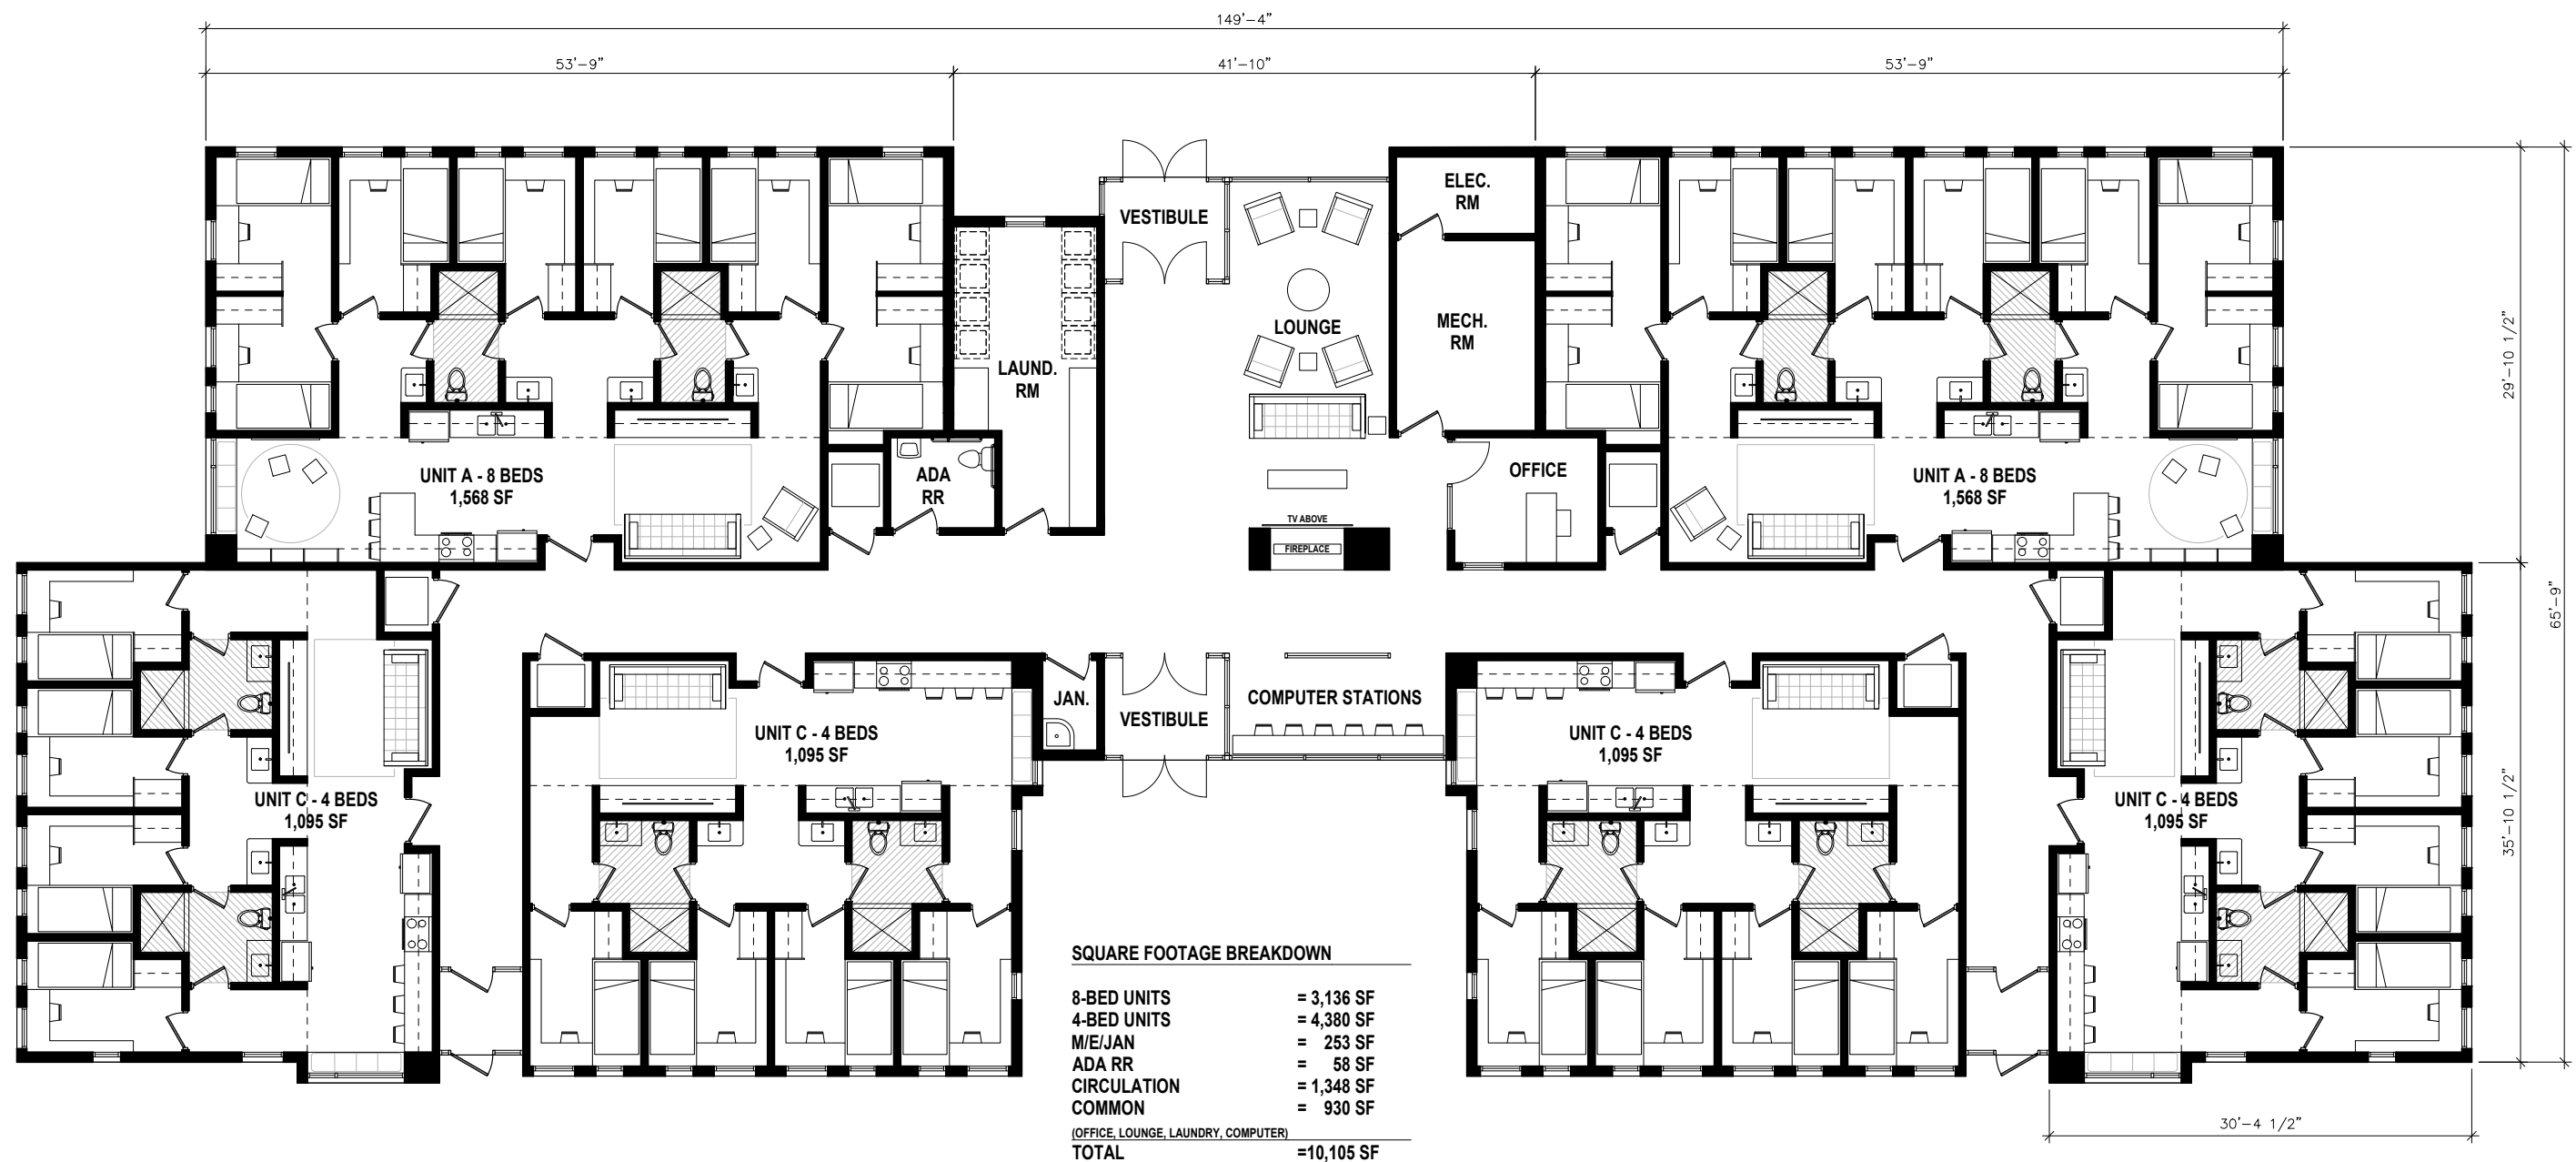 149'-4"
53'-9"
41'-10"
53'-9"
ELEC.
RM
VESTIBULE
MECH.
RM
LOUNGE
LAUND.
RM
29'-10 1/2"
65'-9"
UNIT A - 8 BEDS
1,568 SF
ADA
RR
OFFICE
UNIT A - 8 BEDS
1,568 SF
TV ABOVE
FIREPLACE
JAN.
VESTIBULE
COMPUTER STATIONS
UNIT C - 4 BEDS
1,095 SF
UNIT C - 4 BEDS
1,095 SF
UNIT C - 4 BEDS
1,095 SF
UNIT C - 4 BEDS
1,095 SF
35'-10 1/2"
SQUARE FOOTAGE BREAKDOWN
8-BED UNITS = 3,136 SF
4-BED UNITS = 4,380 SF
M/E/JAN = 253 SF
ADA RR = 58 SF
CIRCULATION = 1,348 SF
COMMON = 930 SF
(OFFICE, LOUNGE, LAUNDRY, COMPUTER)
TOTAL =10,105 SF
30'-4 1/2"